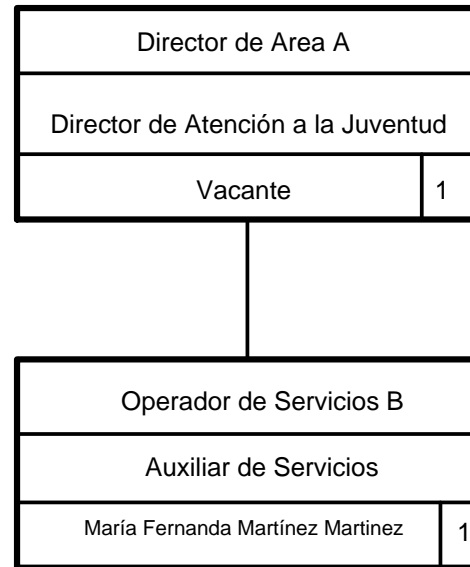 Director de Area A
Director de Atención a la Juventud
Vacante 1
Operador de Servicios B
Auxiliar de Servicios
María Fernanda Martínez Martinez 1